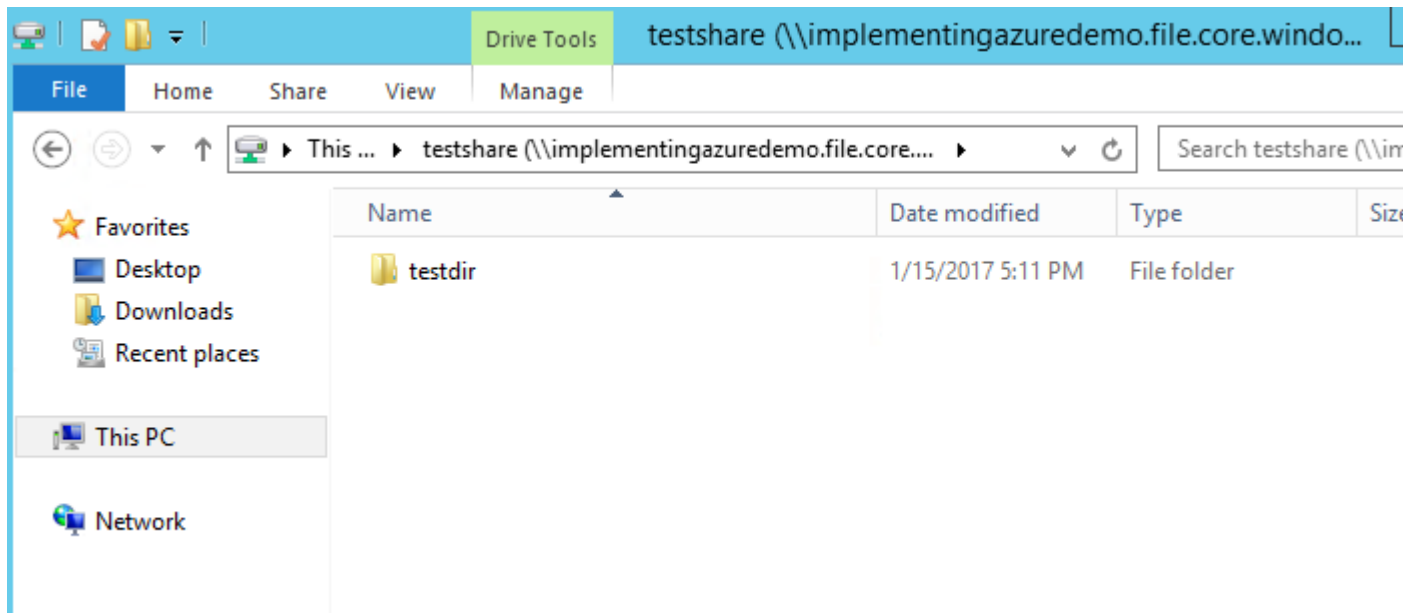 Drive Tools testshare (\\implementingazuredemo.file.core.windo...
File Home Share View Manage
This ... testshare (\\implementingazuredemo.file.core.... Search testshare (\\im
Name Date modified Type Size
Favorites
testdir 1/15/2017 5:11 PM File folder
Desktop
Downloads
Recent places
This PC
Network